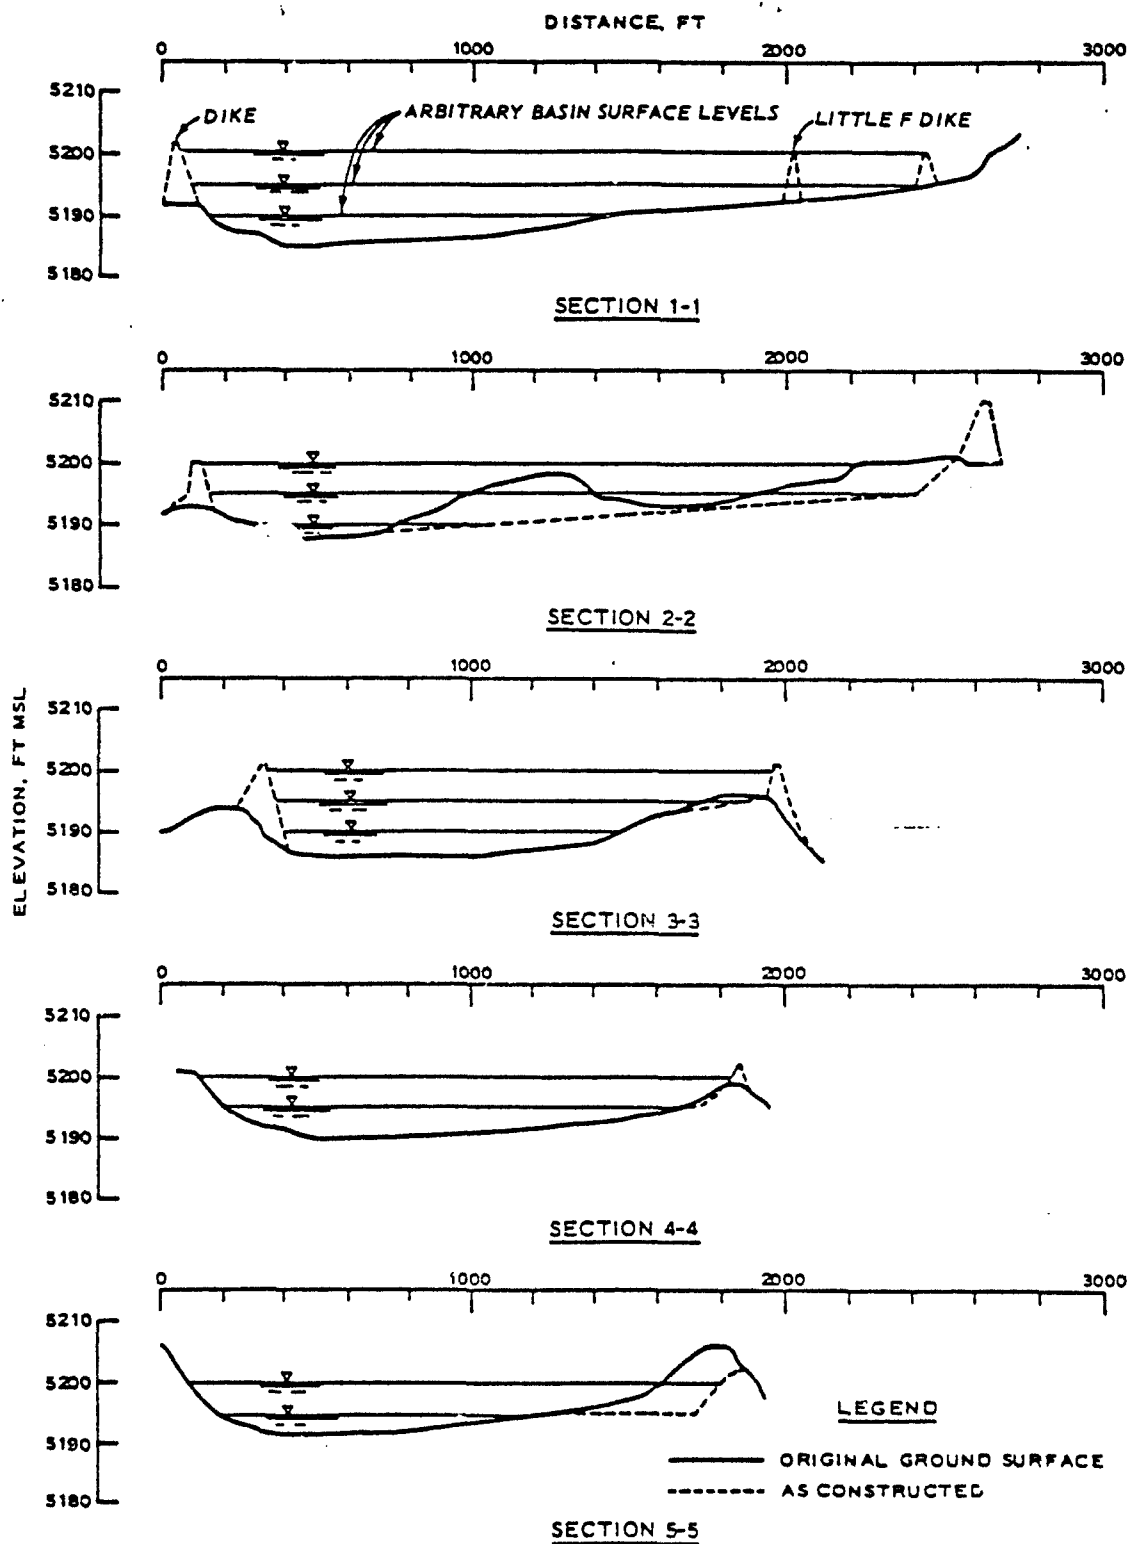 DISTANCE, FT
0 1000 2000 3000
5210
DIKE
ARBITRARY BASIN SURFACE LEVELS
LITTLE F DIKE
5200
5190
5180
SECTION 1-1
0 1000 2000 3000
5210
5200
5190
5180
SECTION 2-2
0 1000 2000 3000
ELEVATION, FT MSL
5210
5200
5190
5180
SECTION 3-3
0 1000 2000 3000
5210
5200
5190
5180
SECTION 4-4
0 1000 2000 3000
5210
5200
5190
5180
LEGEND
ORIGINAL GROUND SURFACE
AS CONSTRUCTED
SECTION 5-5